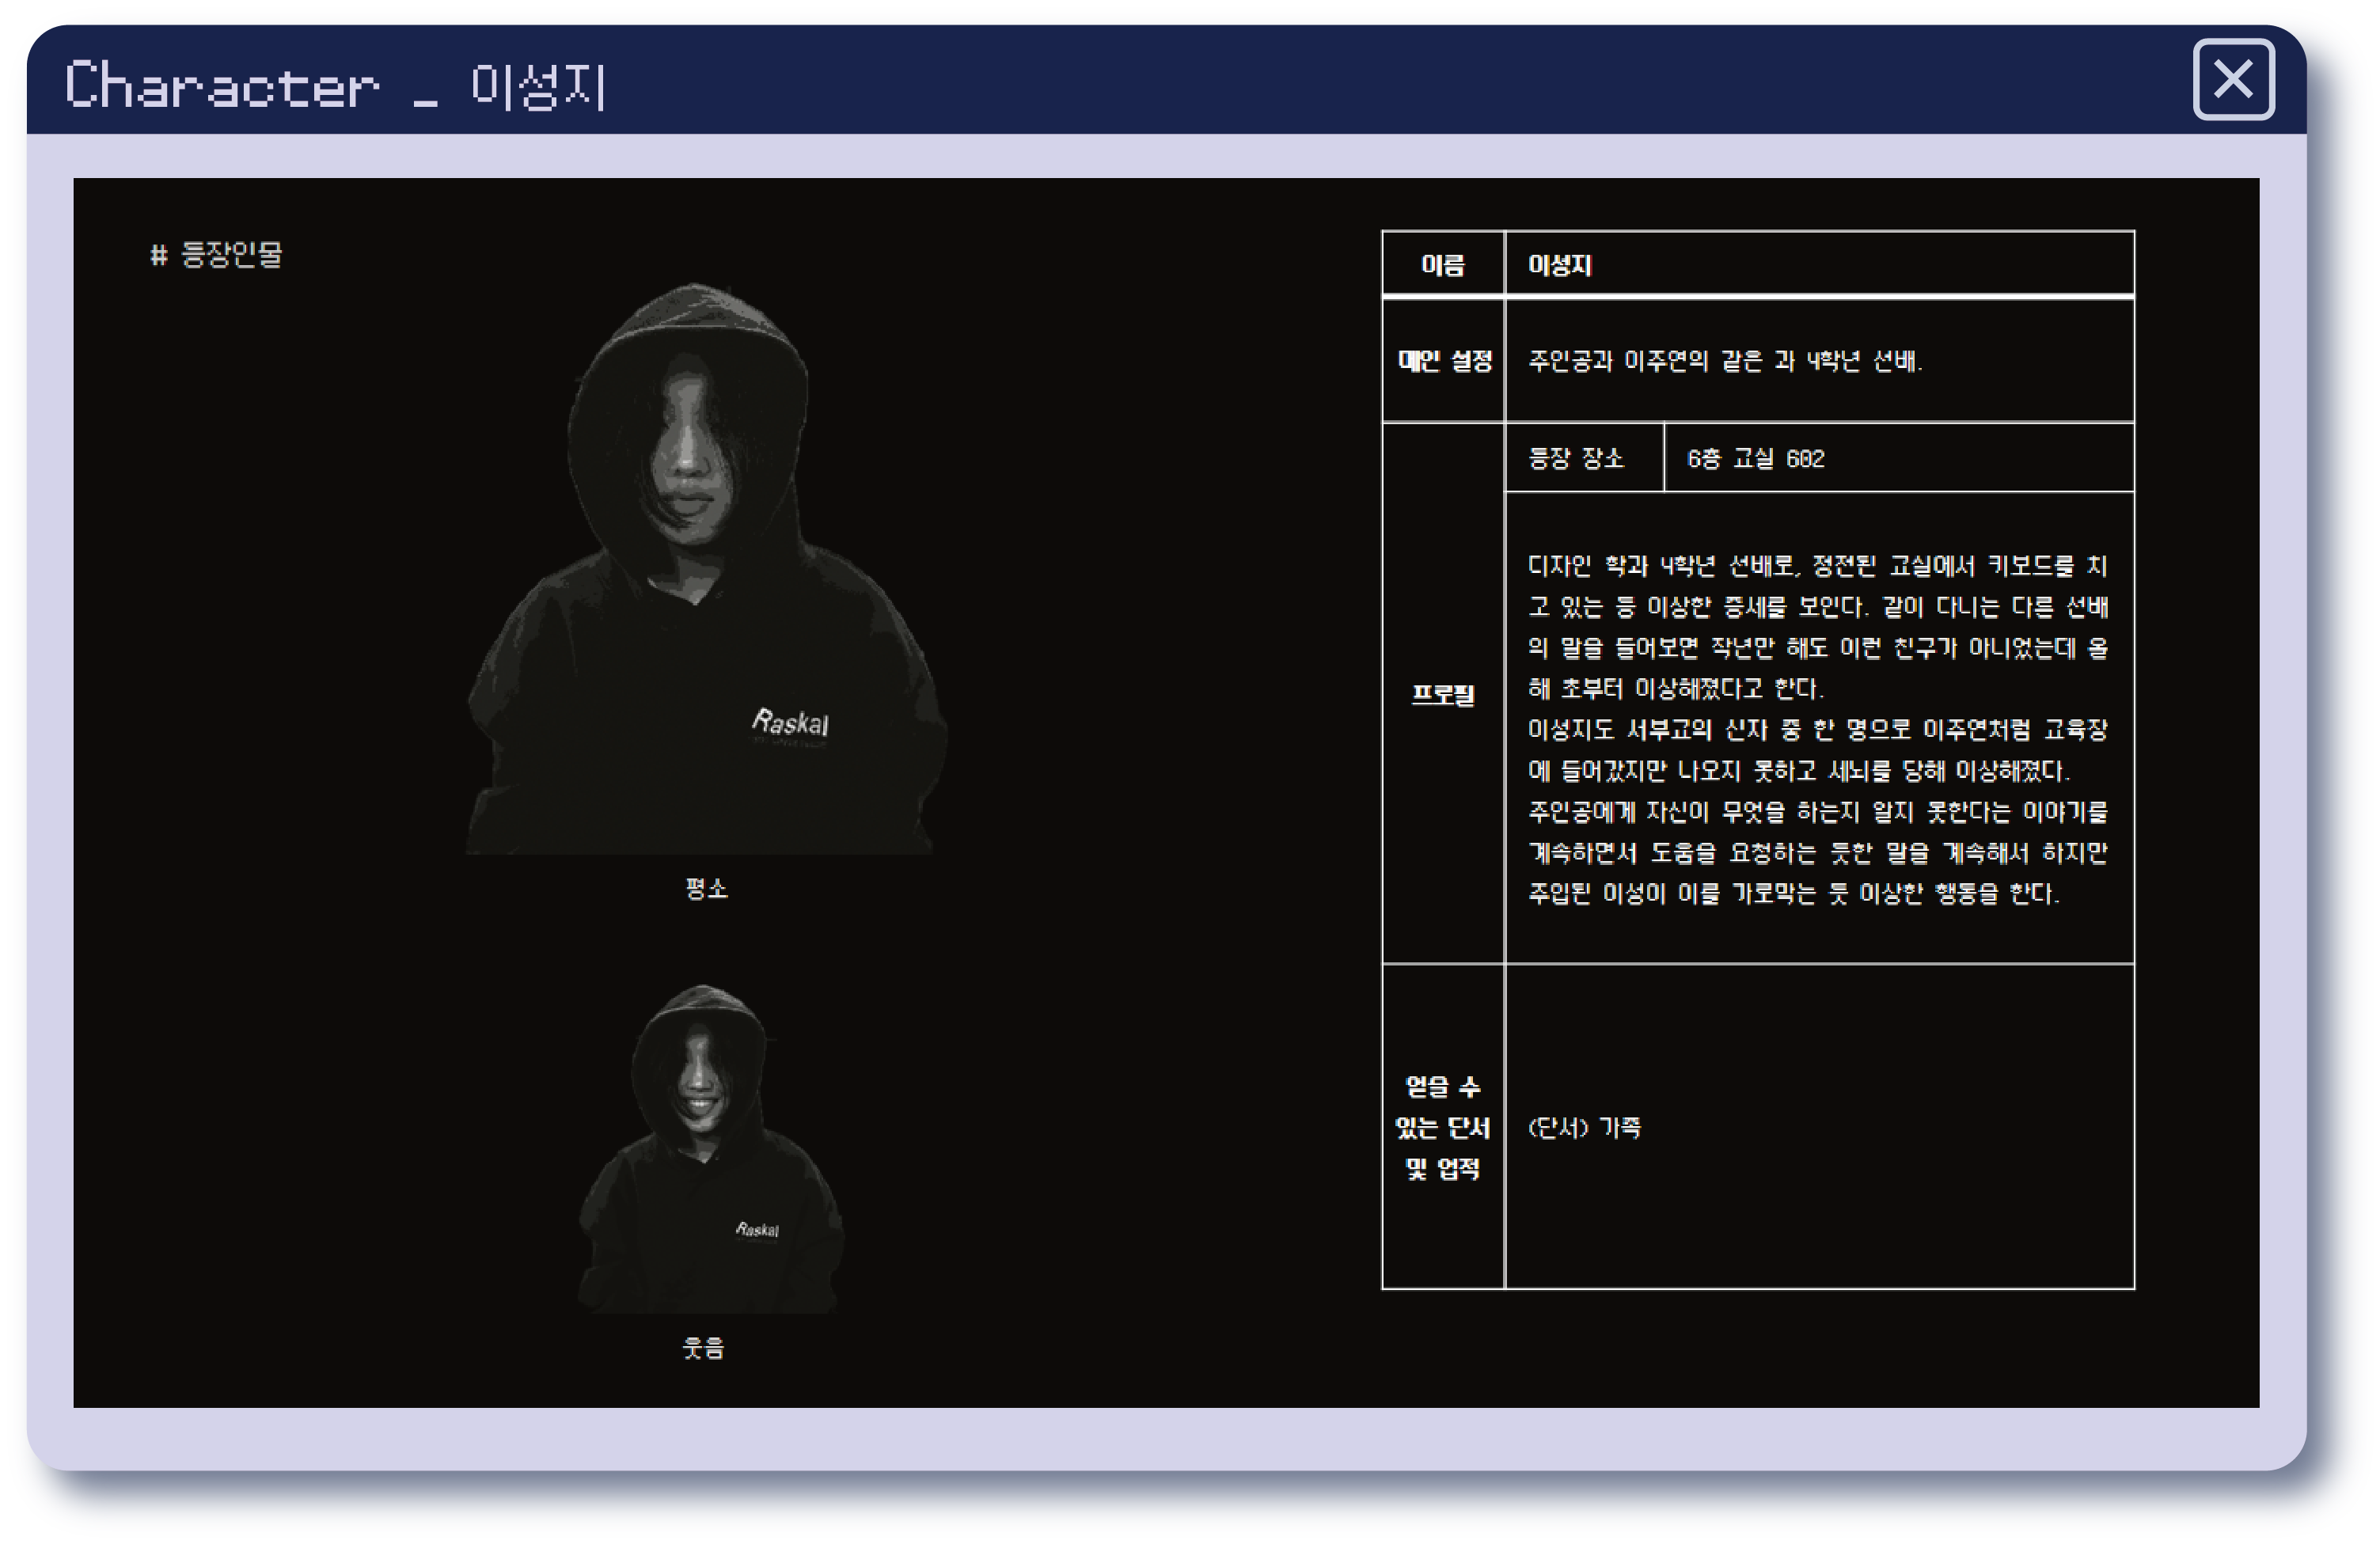 Character _ 이성지
# 등장인물
Raskal
평소
Raskal
웃음
이름
이성지
메인 설정
주인공과 이주연의 같은 과 4학년 선배.
프로필
등장 장소
6층 교실 602
디자인 학과 4학년 선배로, 정전된 교실에서 키보드를 치
고 있는 등 이상한 증세를 보인다. 같이 다니는 다른 선배
의 말을 들어보면 작년만 해도 이런 친구가 아니었는데 올
해 초부터 이상해졌다고 한다.
이성지도 서부교의 신자 중 한 명으로 이주연처럼 교육장
에 들어갔지만 나오지 못하고 세뇌를 당해 이상해졌다.
주인공에게 자신이 무엇을 하는지 알지 못한다는 이야기를
계속하면서 도움을 요청하는 듯한 말을 계속해서 하지만
주입된 이성이 이를 가로막는 듯 이상한 행동을 한다.
얻을 수
있는 단서
및 업적
(단서) 가족